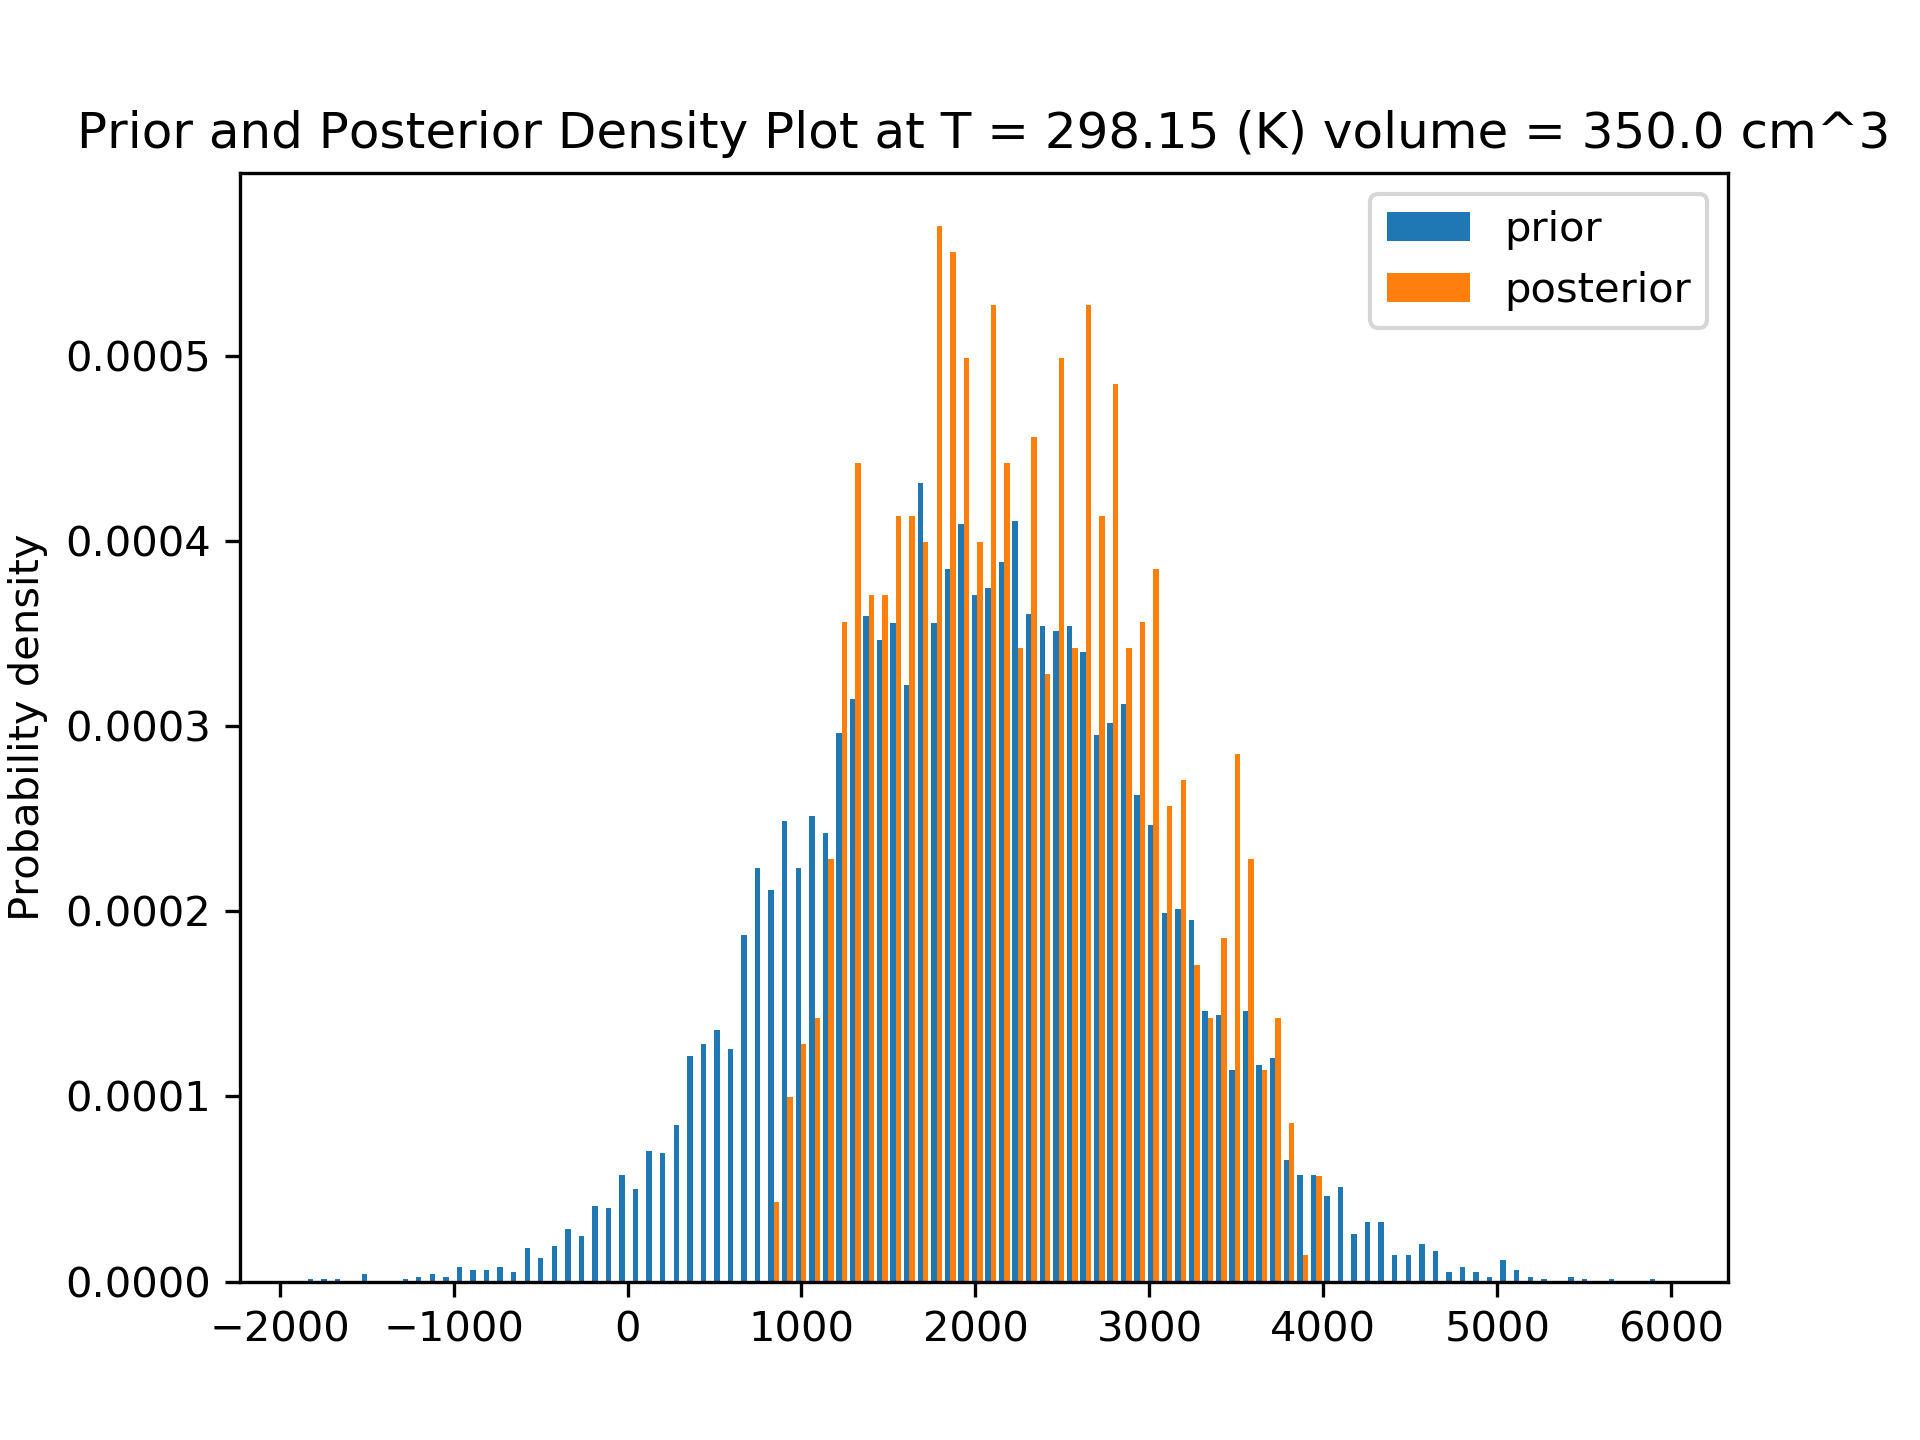 Prior and Posterior Density Plot at T = 298.15 (K) volume = 350.0 cm^3
prior
posterior
Probability density
0.0005
0.0004
0.0003
0.0002
0.0001
0.0000
−2000 −1000 0 1000 2000 3000 4000 5000 6000